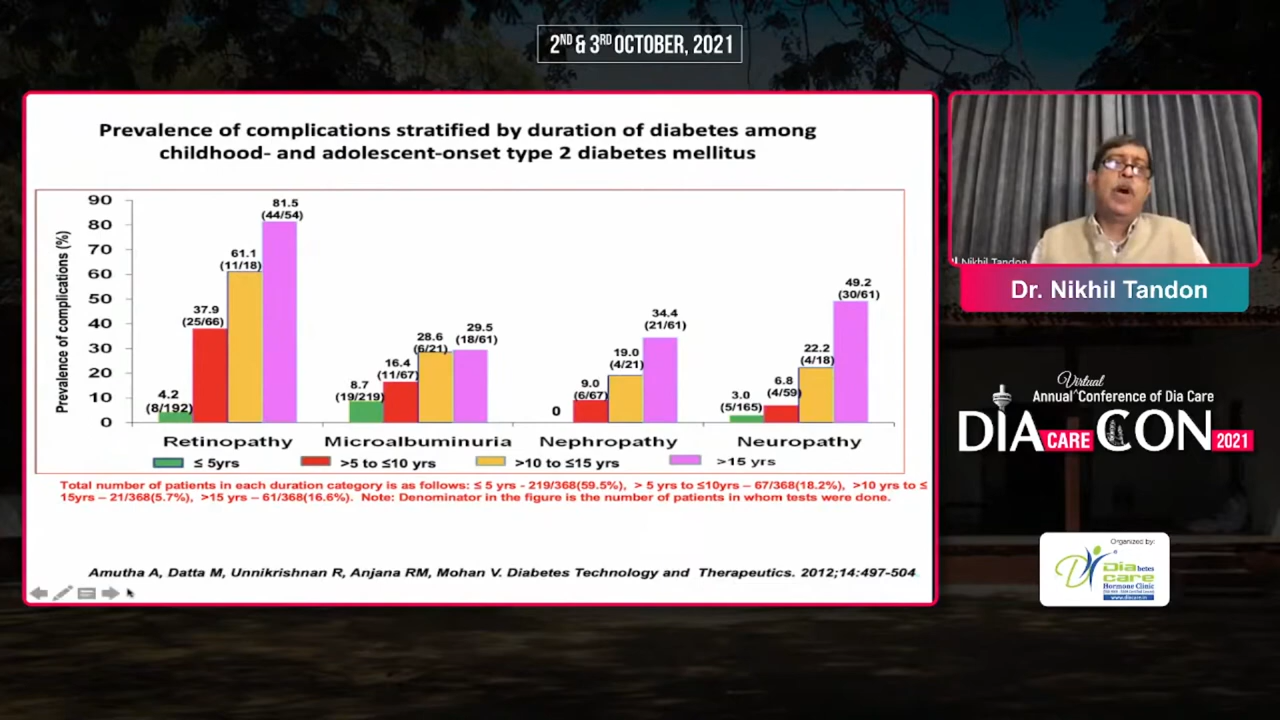 2ND & 3RD OCTOBER, 2021
Prevalence of complications stratified by duration of diabetes among
childhood- and adolescent-onset type 2 diabetes mellitus
Prevalence of complications (%)
90
80
70
60
50
40
30
20
10
0
4.2
(8/192)
37.9
(25/66)
61.1
(11/18)
81.5
(44/54)
8.7
(19/219)
16.4
(11/67)
28.6
(6/21)
29.5
(18/61)
0
9.0
(6/67)
19.0
(4/21)
34.4
(21/61)
3.0
(5/165)
6.8
(4/59)
22.2
(4/18)
49.2
(30/61)
Retinopathy Microalbuminuria Nephropathy Neuropathy
≤ 5yrs >5 to ≤10 yrs >10 to ≤15 yrs >15 yrs
Total number of patients in each duration category is as follows: ≤ 5 yrs - 219/368(59.5%), > 5 yrs to ≤10yrs – 67/368(18.2%), >10 yrs to ≤
15yrs – 21/368(5.7%), >15 yrs – 61/368(16.6%). Note: Denominator in the figure is the number of patients in whom tests were done.
Amutha A, Datta M, Unnikrishnan R, Anjana RM, Mohan V. Diabetes Technology and Therapeutics. 2012;14:497-504
Nikhil Tandon
Dr. Nikhil Tandon
Virtual
Annual ^ Conference of Dia Care
DIA CARE CON 2021
Organized by:
Diabetes
care
Hormone Clinic
www.diacare.in